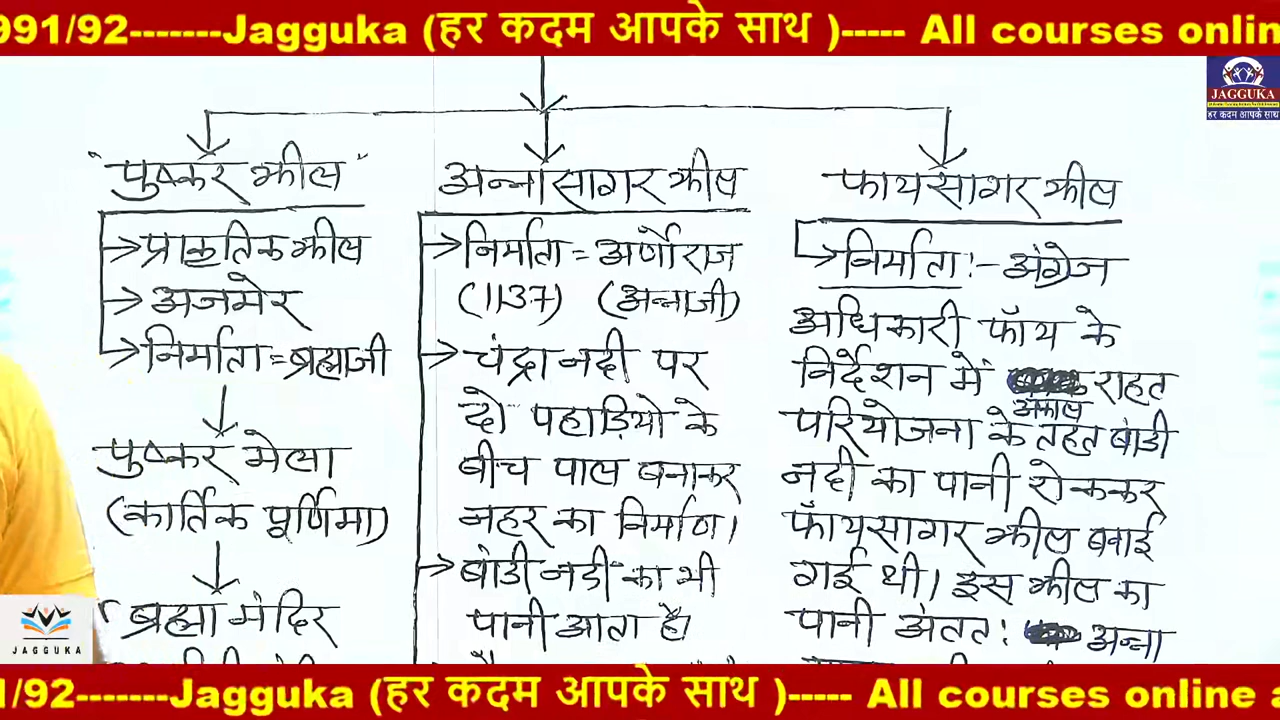 991/92-------Jagguka (हर कदम आपके साथ )----- All courses onlin
JAGGUKA
हर कदम आपके साथ
"पुष्कर झील"
→ प्राकृतिक झील
→ अजमेर
→ निर्माता = ब्रह्माजी
पुष्कर मेला
(कार्तिक पूर्णिमा)
ब्रह्मा मंदिर
अन्नासागर झील
→ निर्माता = अर्णोराज
(1137) (अन्नाजी)
→ चंद्रा नदी पर
दो पहाड़ियो के
बीच पाल बनाकर
नहर का निर्माण।
→ बांडी नदी का भी
पानी आता है।
फायसागर झील
→ निर्माता :- अंग्रेज
अधिकारी फॉय के
निर्देशन में राहत
अकाल
परियोजना के तहत बांडी
नदी का पानी रोककर
फॉयसागर झील बनाई
गई थी। इस झील का
पानी अंतत: अन्ना
JAGGUKA
1/92-------Jagguka (हर कदम आपके साथ )----- All courses online a